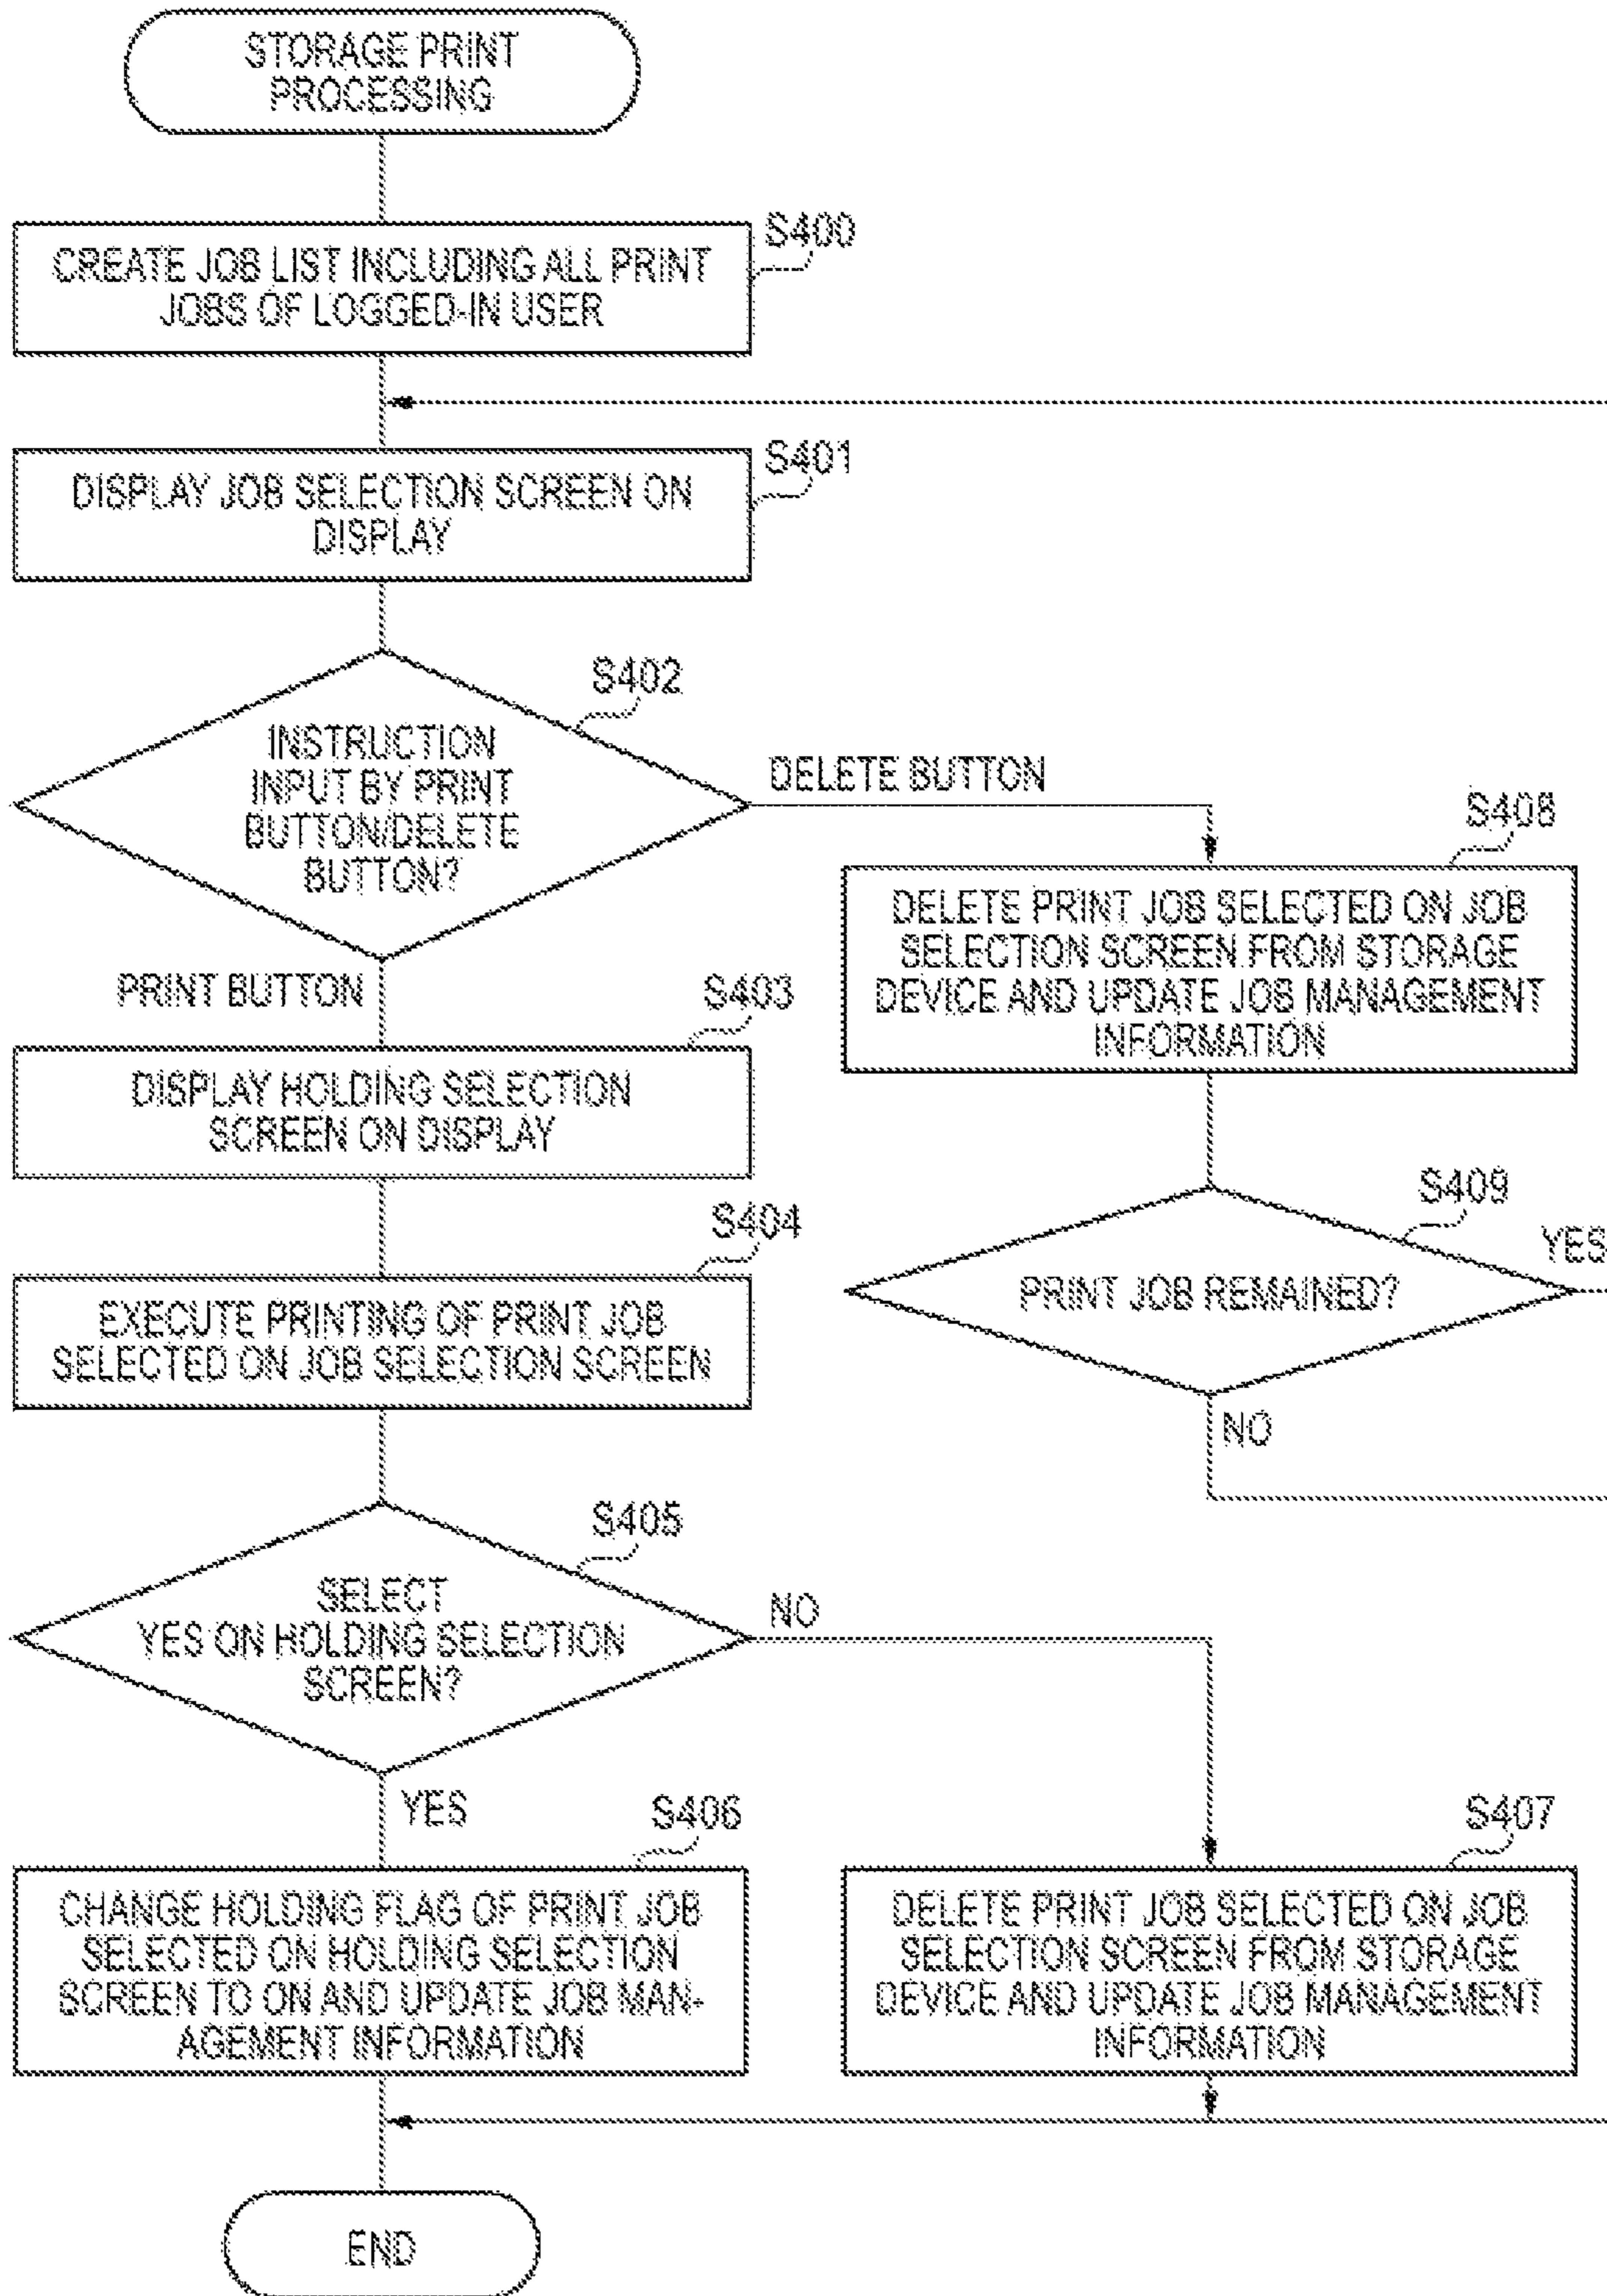 STORAGE PRINT
PROCESSING
S400
CREATE JOB LIST INCLUDING ALL PRINT
JOBS OF LOGGED-IN USER
S401
DISPLAY JOB SELECTION SCREEN ON
DISPLAY
S402
INSTRUCTION
INPUT BY PRINT
BUTTON/DELETE
BUTTON?
DELETE BUTTON
PRINT BUTTON
S408
DELETE PRINT JOB SELECTED ON JOB
SELECTION SCREEN FROM STORAGE
DEVICE AND UPDATE JOB MANAGEMENT
INFORMATION
S403
DISPLAY HOLDING SELECTION
SCREEN ON DISPLAY
S409
PRINT JOB REMAINED?
YES
NO
S404
EXECUTE PRINTING OF PRINT JOB
SELECTED ON JOB SELECTION SCREEN
S405
SELECT
YES ON HOLDING SELECTION
SCREEN?
NO
YES
S406
CHANGE HOLDING FLAG OF PRINT JOB
SELECTED ON HOLDING SELECTION
SCREEN TO ON AND UPDATE JOB MAN-
AGEMENT INFORMATION
S407
DELETE PRINT JOB SELECTED ON JOB
SELECTION SCREEN FROM STORAGE
DEVICE AND UPDATE JOB MANAGEMENT
INFORMATION
END